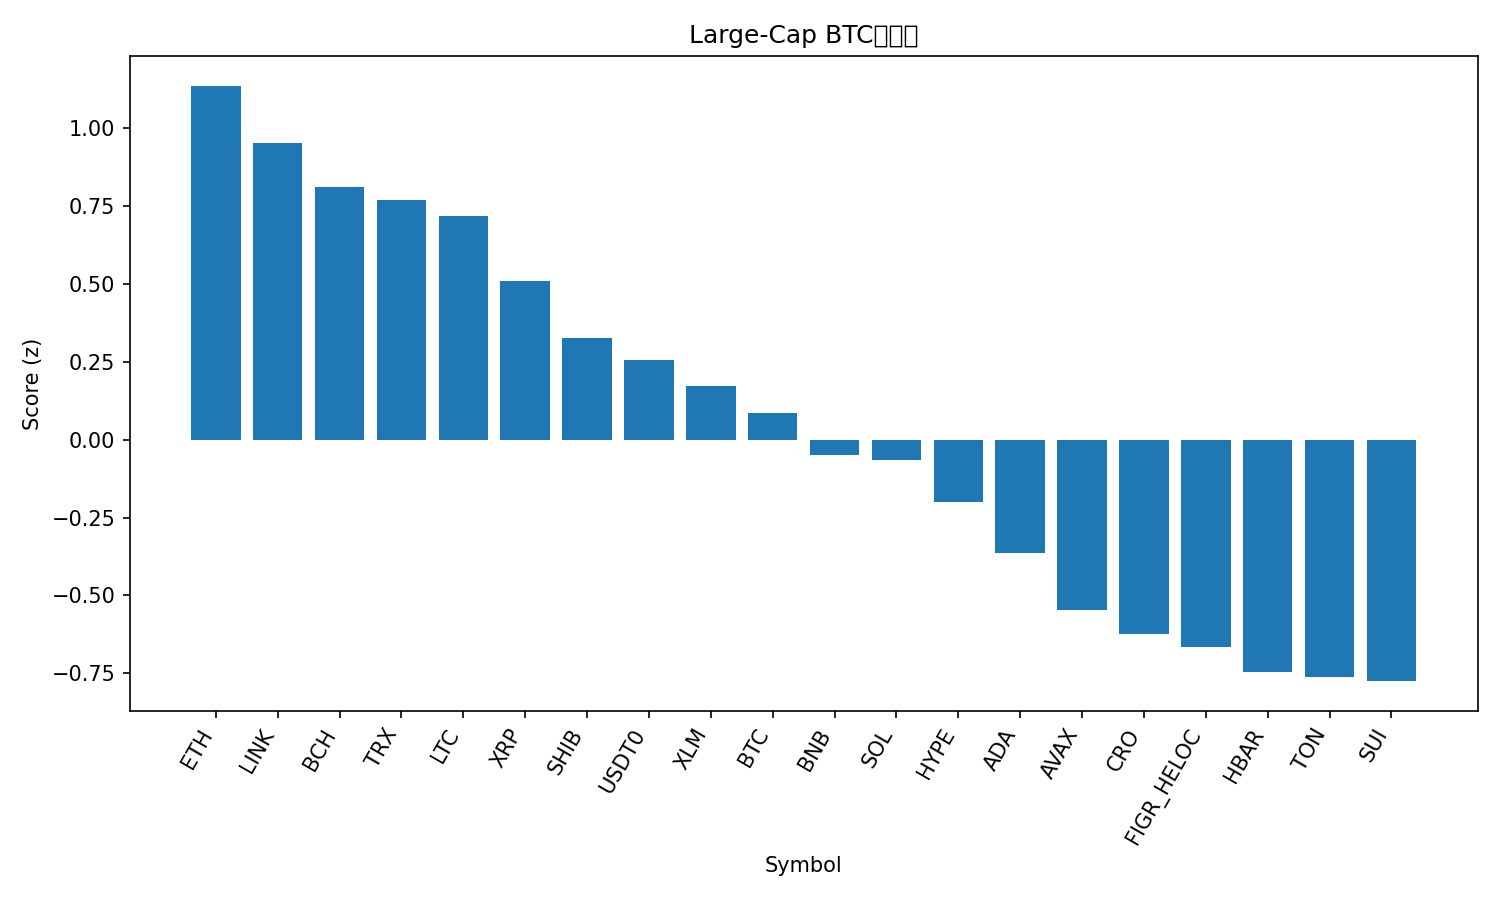 Large-Cap BTC
Score (z)
1.00
0.75
0.50
0.25
0.00
−0.25
−0.50
−0.75
ETH
LINK
BCH
TRX
LTC
XRP
SHIB
USDT0
XLM
BTC
BNB
SOL
HYPE
ADA
AVAX
CRO
FIGR_HELOC
HBAR
TON
SUI
Symbol